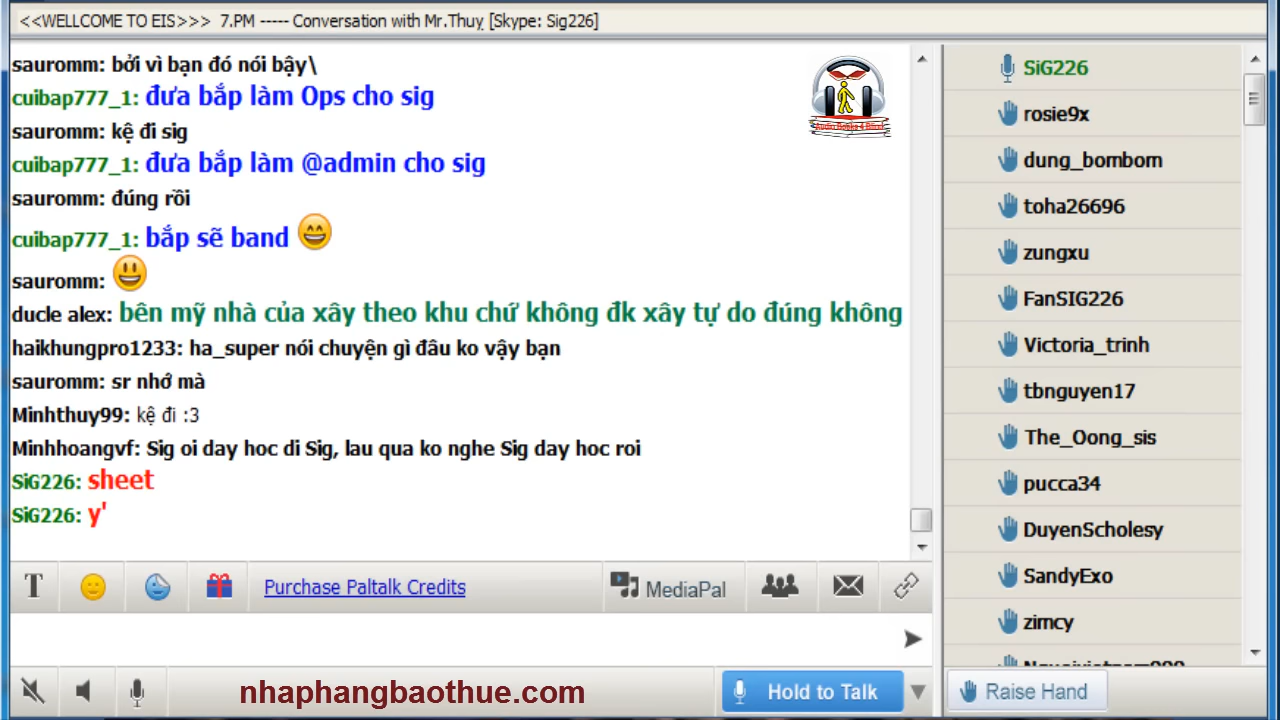 <<WELLCOME TO EIS>>> 7.PM ----- Conversation with Mr.Thuỵ [Skype: Sig226]
sauromm: bởi vì bạn đó nói bậy\
cuibap777_1: đưa bắp làm Ops cho sig
sauromm: kệ đi sig
cuibap777_1: đưa bắp làm @admin cho sig
sauromm: đúng rồi
cuibap777_1: bắp sẽ band
sauromm:
ducle alex: bên mỹ nhà của xây theo khu chứ không đk xây tự do đúng không
haikhungpro1233: ha_super nói chuyện gì đâu ko vậy bạn
sauromm: sr nhớ mà
Minhthuy99: kệ đi :3
Minhhoangvf: Sig oi day hoc di Sig, lau qua ko nghe Sig day hoc roi
SiG226: sheet
SiG226: y'
T
Purchase Paltalk Credits
MediaPal
nhaphangbaothue.com
Hold to Talk
SiG226
rosie9x
dung_bombom
toha26696
zungxu
FanSIG226
Victoria_trinh
tbnguyen17
The_Oong_sis
pucca34
DuyenScholesy
SandyExo
zimcy
Raise Hand